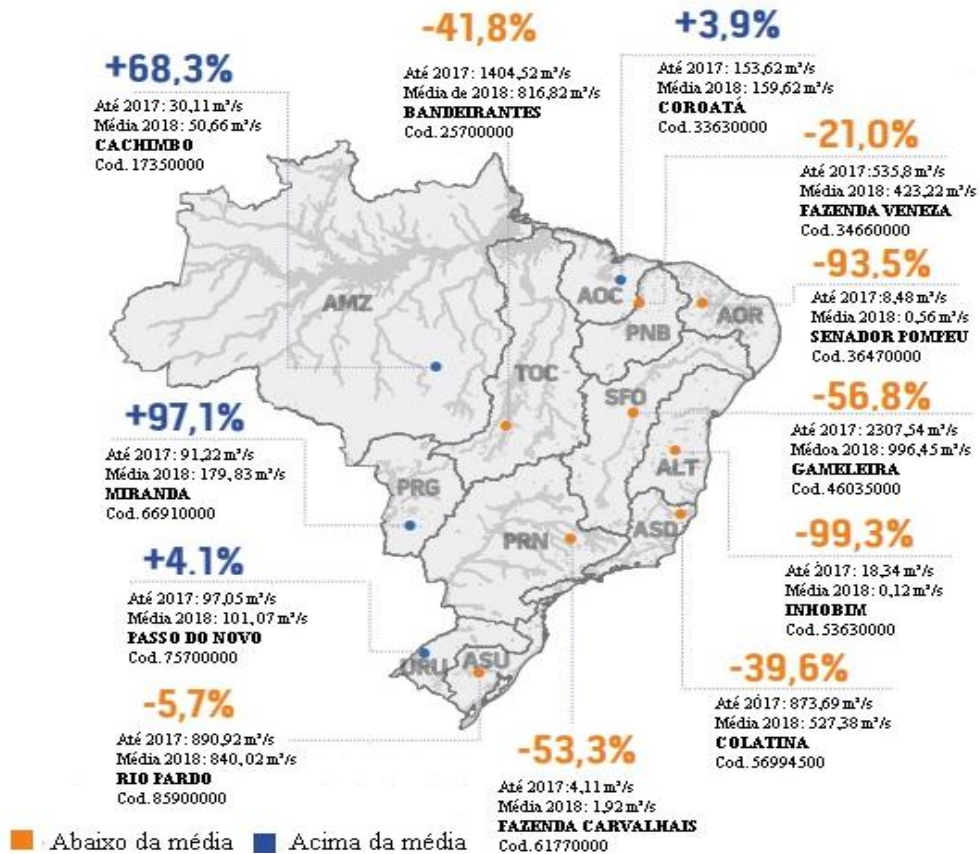 -41,8%
Até 2017: 1404,52 m³/s
Média de 2018: 816,82 m³/s
BANDEIRANTES
Cod.25700000
+3,9%
Até 2017: 153,62 m³/s
Média 2018: 159,62 m³/s
COROATÁ
Cod.33630000
+68,3%
Até 2017: 30,11 m³/s
Média 2018: 50,66 m³/s
CACHIMBO
Cod.17350000
-21,0%
Até 2017:535,8 m³/s
Média 2018: 423,22 m³/s
FAZENDA VENEZA
Cod.34660000
-93,5%
Até 2017:8,48 m³/s
Média 2018: 0,56 m³/s
SENADOR POMPEU
Cod.36470000
-56.8%
Até 2017: 2307,54 m³/s
Médoa 2018: 996,45 m³/s
GAMELEIRA
Cod.46035000
+97,1%
Até 2017: 91,22 m³/s
Média 2018: 179,83 m³/s
MIRANDA
Cod.66910000
-99,3%
Até 2017: 18,34 m³/s
Média 2018: 0,12 m³/s
INHOBIM
Cod.53630000
+4.1%
Até 2017: 97,05 m³/s
Média 2018: 101,07 m³/s
PASSO DO NOVO
Cod.75700000
-39,6%
Até 2017: 873,69 m³/s
Média 2018: 527,38 m³/s
COLATINA
Cod.56994500
-5,7%
Até 2017: 890,92 m³/s
Média 2018: 840,02 m³/s
RIO PARDO
Cod.85900000
-53,3%
Até 2017:4,11 m³/s
Média 2018: 1,92 m³/s
FAZENDA CARVALHAIS
Cod.61770000
AMZ
TOC
AOC
PNB
AOR
SFO
ALT
PRG
PRN
ASD
URU
ASU
Abaixo da média
Acima da média